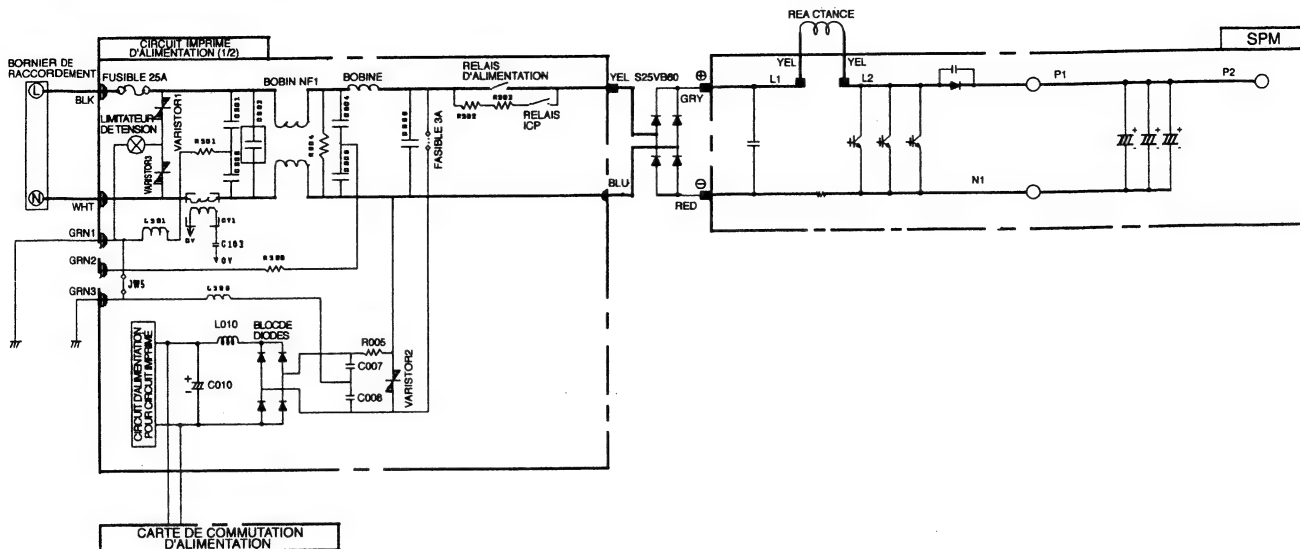 REA CTANCE
SPM
CIRCUIT IMPRIME
D'ALIMENTATION (1/2)
BORNIER DE
RACCORDEMENT
FUSIBLE 25A
BOBIN NF1
BOBINE
RELAIS
D'ALIMENTATION
YEL S25VB60
YEL
YEL
L1
L2
P1
P2
L
BLK
GRY
LIMITATEUR
DE TENSION
VARISTOR1
VARISTOR3
RELAIS
ICP
FASIBLE 3A
N
WHT
BLU
RED
N1
GRN1
0V
C103
0V
GRN2
JW5
GRN3
L010
BLOCDE
DIODES
R005
C007
C008
C010
VARISTOR2
CIRCUIT D'ALIMENTATION
POUR CIRCUIT IMPRIMÉ
CARTE DE COMMUTATION
D'ALIMENTATION